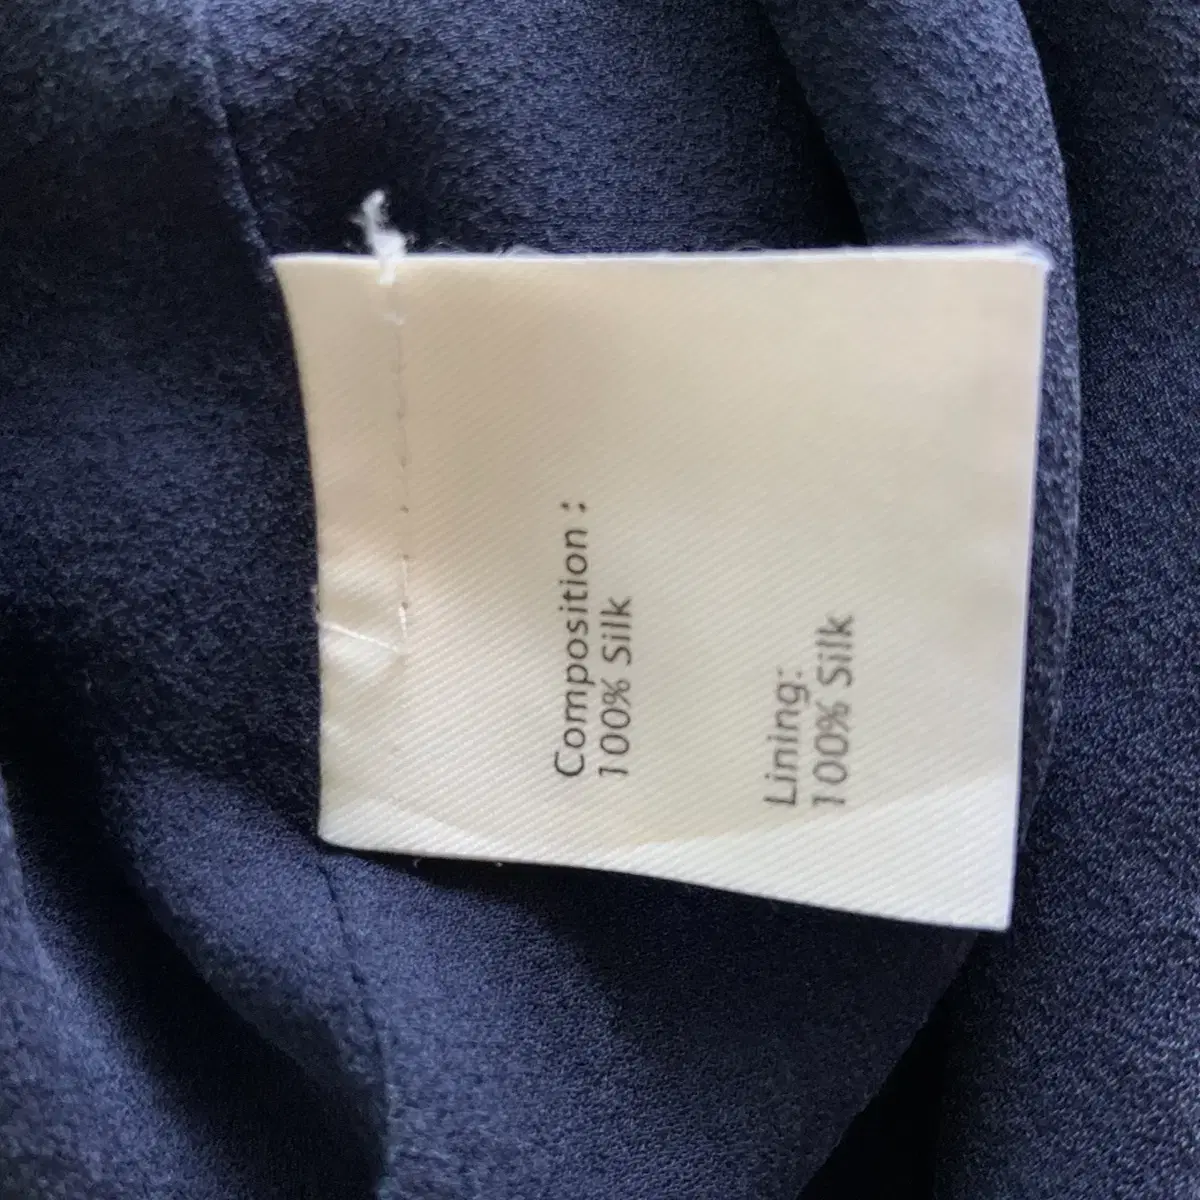 Composition :
100% Silk
Lining:
100% Silk